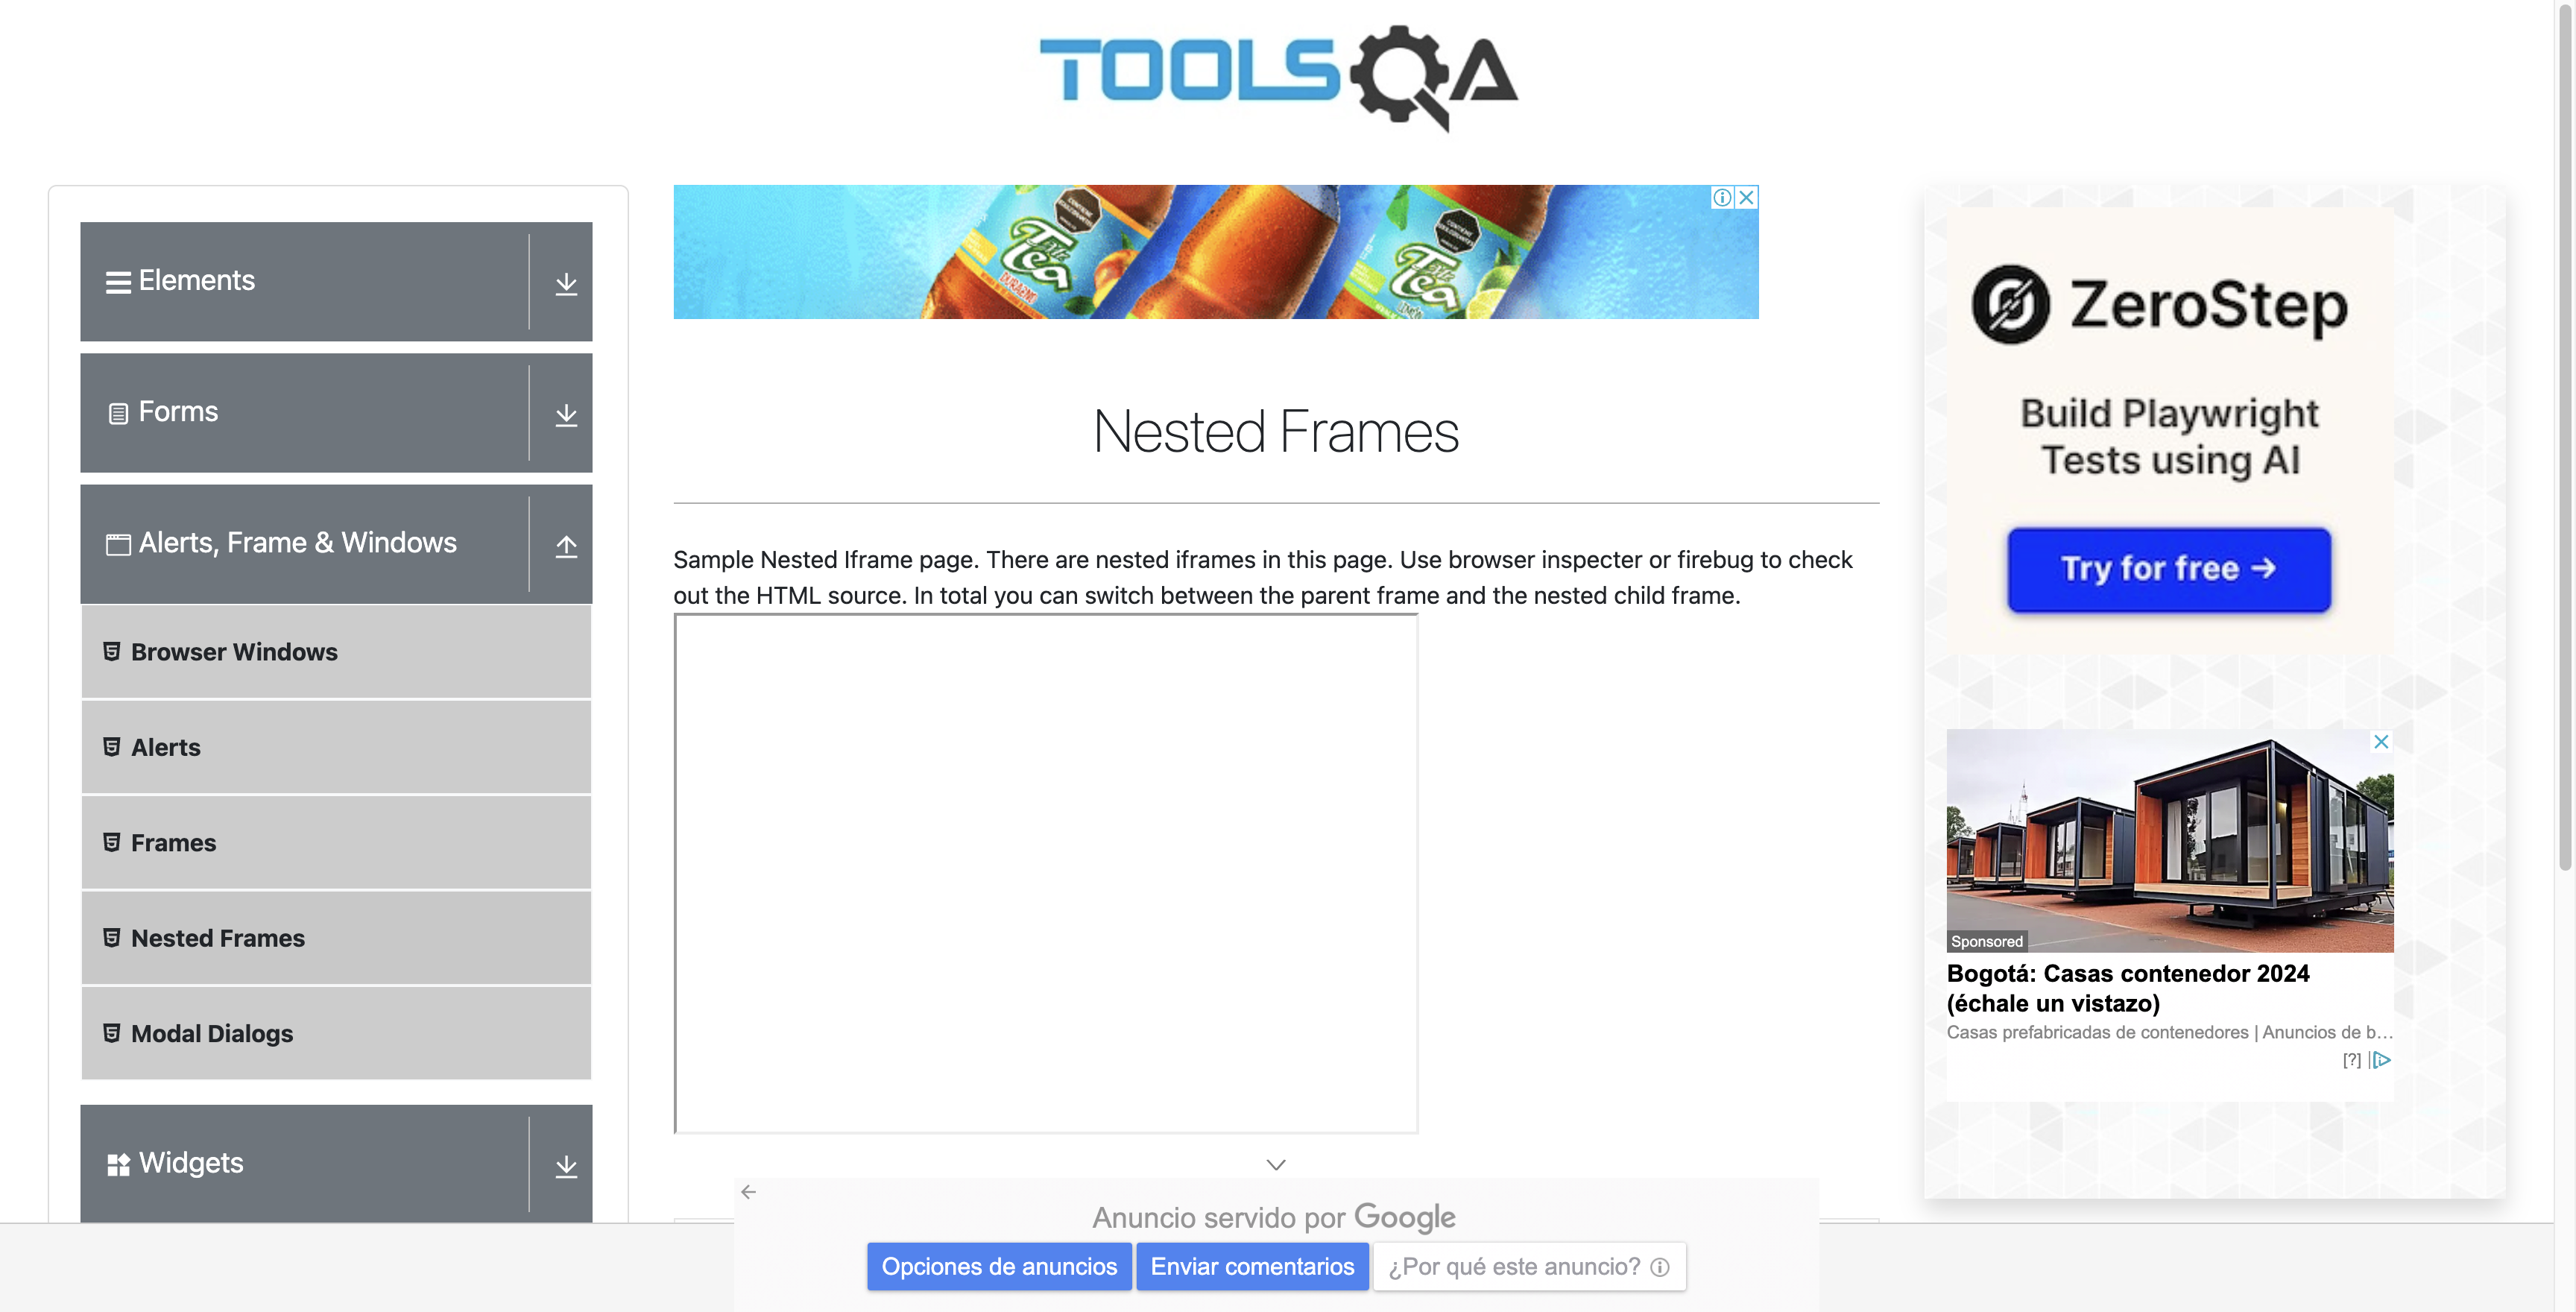 TOOLSQA
Elements
Forms
Alerts, Frame & Windows
Browser Windows
Alerts
Frames
Nested Frames
Modal Dialogs
Widgets
Tea
DURAZNO
Tea
LIMÓN
Nested Frames
Sample Nested Iframe page. There are nested iframes in this page. Use browser inspecter or firebug to check
out the HTML source. In total you can switch between the parent frame and the nested child frame.
Anuncio servido por Google
Opciones de anuncios
Enviar comentarios
¿Por qué este anuncio?
ZeroStep
Build Playwright
Tests using AI
Try for free →
Sponsored
Bogotá: Casas contenedor 2024
(échale un vistazo)
Casas prefabricadas de contenedores | Anuncios de b...
[?]